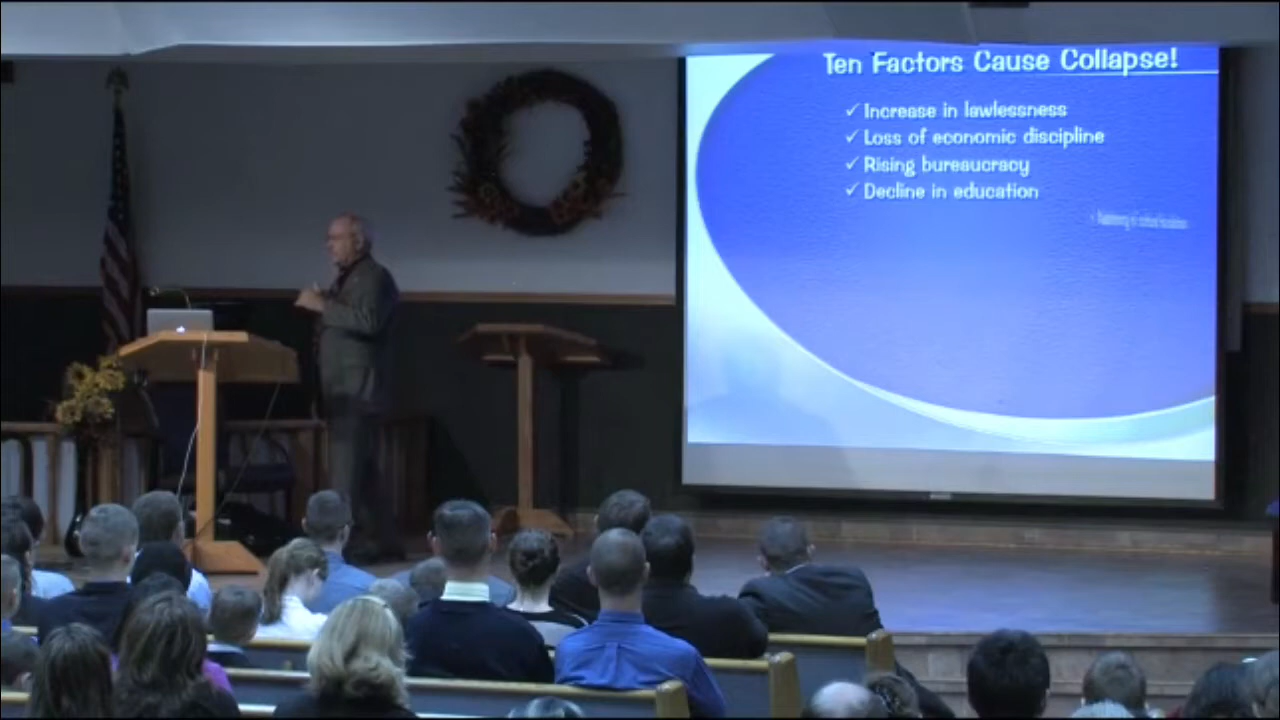 Ten Factors Cause Collapse!
✓ Increase in lawlessness
✓ Loss of economic discipline
✓ Rising bureaucracy
✓ Decline in education